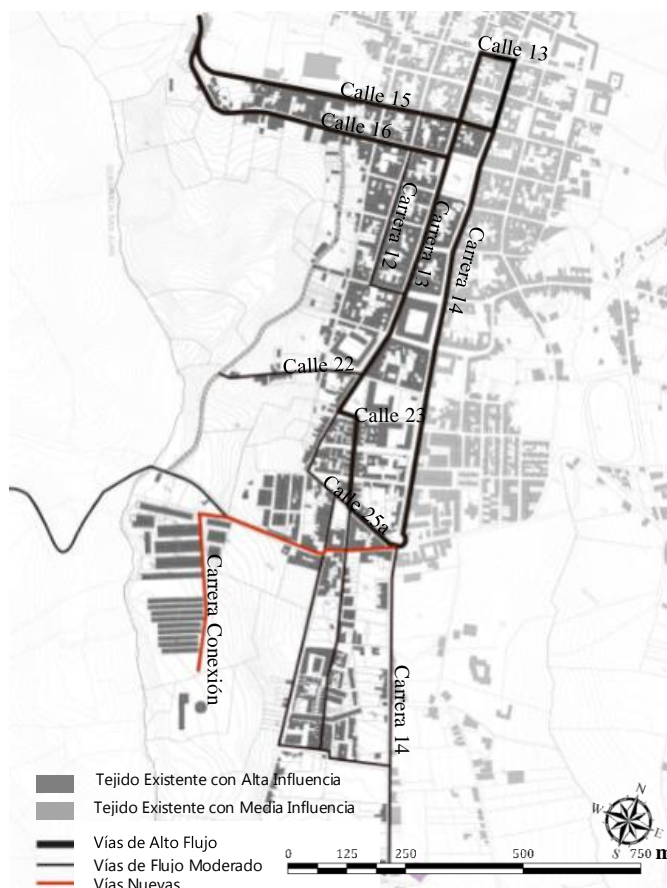 Calle 13
Calle 15
Calle 16
Carrera 12
Carrera 13
Carrera 14
Calle 22
Calle 23
Calle 25a
Carrera Conexión
Carrera 14
Tejido Existente con Alta Influencia
Tejido Existente con Media Influencia
Vías de Alto Flujo
Vías de Flujo Moderado
Vías Nuevas
N
W
E
S
0 125 250 500 750 m